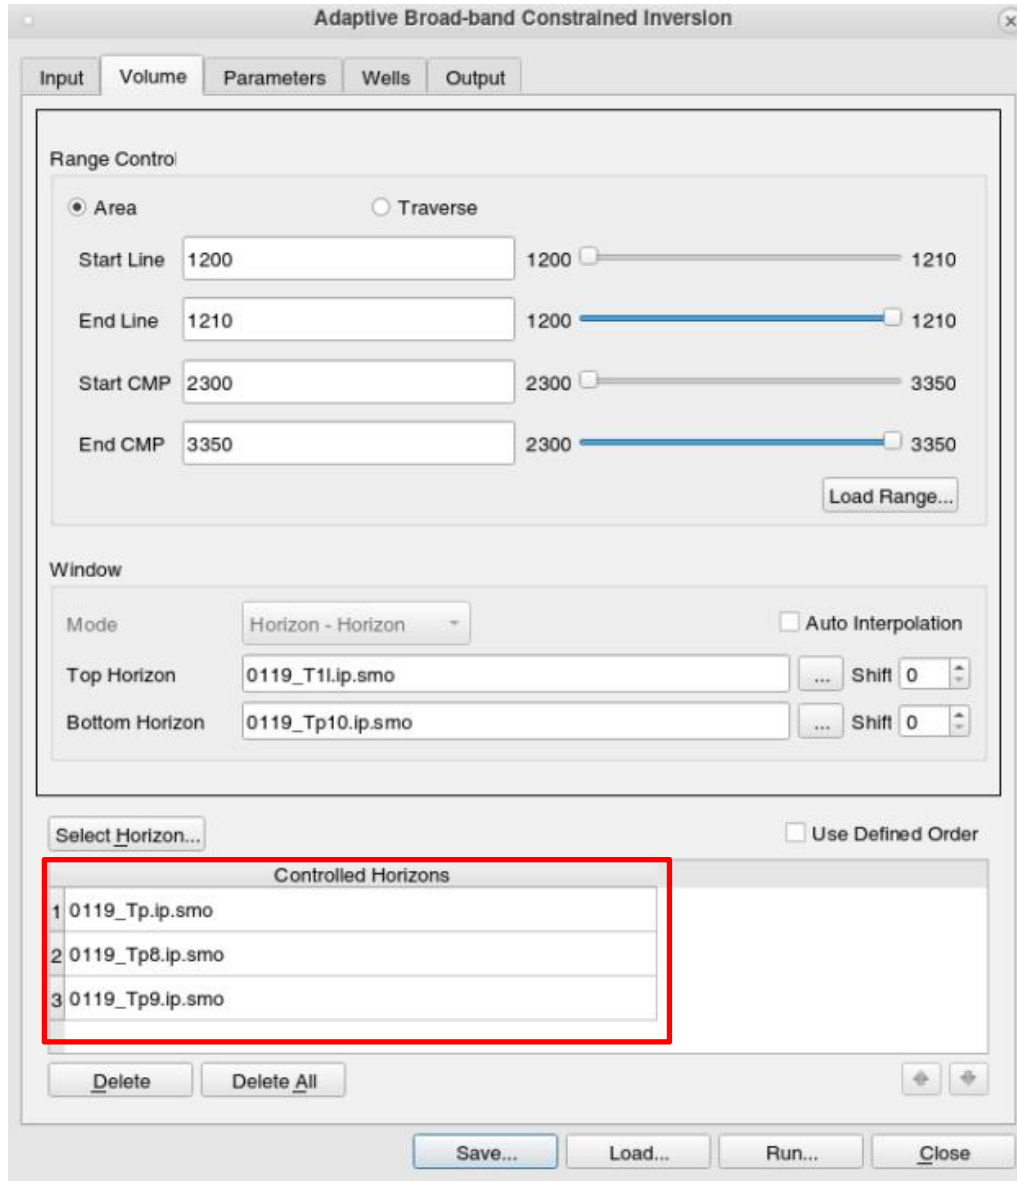 Adaptive Broad-band Constrained Inversion
Input Volume Parameters Wells Output
Range Control
Area Traverse
Start Line 1200 1200 1210
End Line 1210 1200 1210
Start CMP 2300 2300 3350
End CMP 3350 2300 3350
Load Range...
Window
Mode Horizon - Horizon Auto Interpolation
Top Horizon 0119_T1l.ip.smo ... Shift 0
Bottom Horizon 0119_Tp10.ip.smo ... Shift 0
Select Horizon... Use Defined Order
Controlled Horizons
1 0119_Tp.ip.smo
2 0119_Tp8.ip.smo
3 0119_Tp9.ip.smo
Delete Delete All
Save... Load... Run... Close